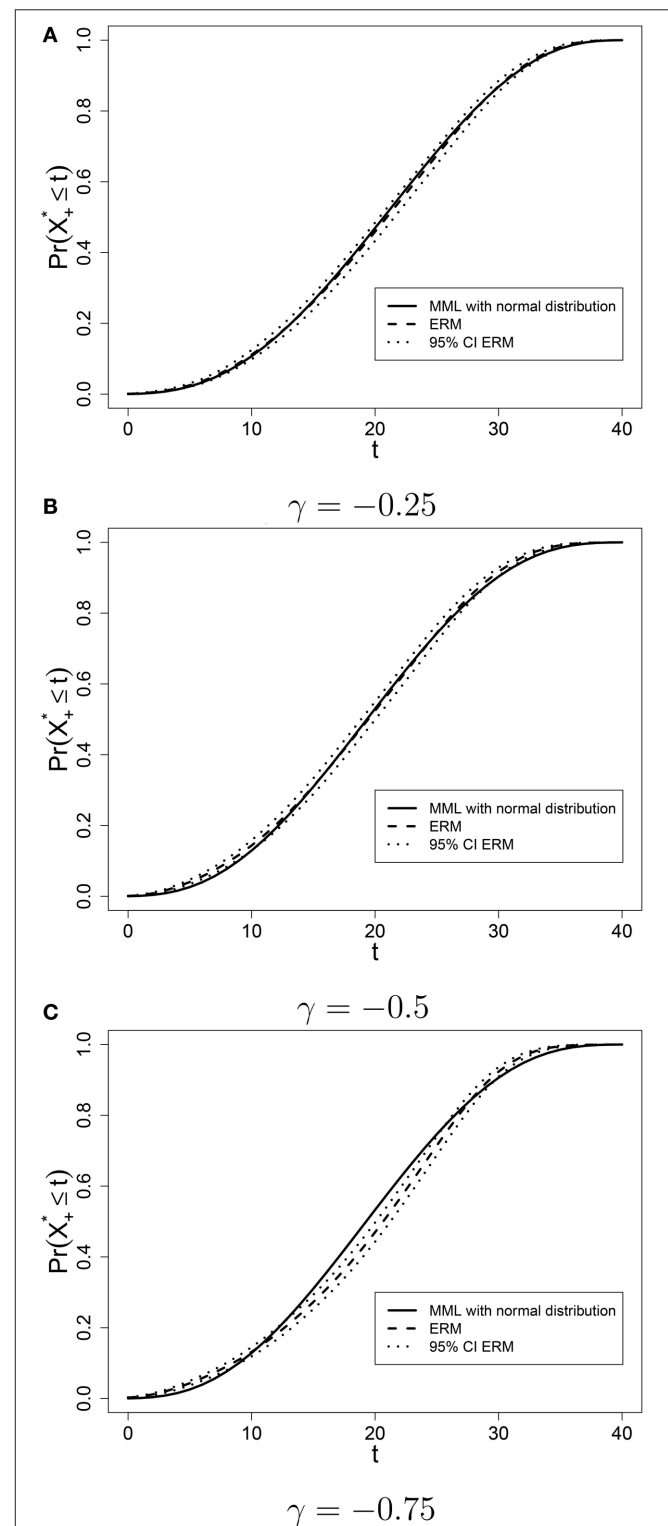 A
1.0
0.8
0.6
0.4
0.2
0.0
Pr(X₊* ≤ t)
MML with normal distribution
ERM
95% CI ERM
0 10 20 30 40
t
γ = −0.25
B
1.0
0.8
0.6
0.4
0.2
0.0
Pr(X₊* ≤ t)
MML with normal distribution
ERM
95% CI ERM
0 10 20 30 40
t
γ = −0.5
C
1.0
0.8
0.6
0.4
0.2
0.0
Pr(X₊* ≤ t)
MML with normal distribution
ERM
95% CI ERM
0 10 20 30 40
t
γ = −0.75